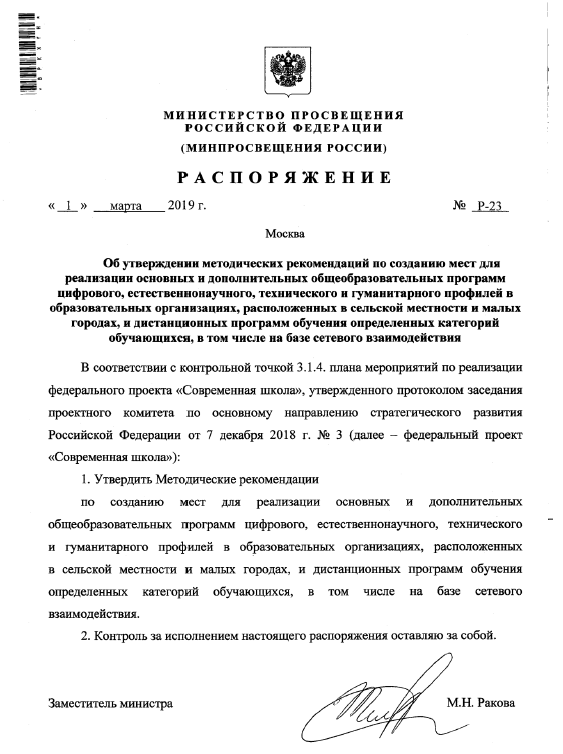 МИНИСТЕРСТВО ПРОСВЕЩЕНИЯ
РОССИЙСКОЙ ФЕДЕРАЦИИ
(МИНПРОСВЕЩЕНИЯ РОССИИ)
РАСПОРЯЖЕНИЕ
« 1 » марта 2019 г. № Р-23
Москва
Об утверждении методических рекомендаций по созданию мест для
реализации основных и дополнительных общеобразовательных программ
цифрового, естественнонаучного, технического и гуманитарного профилей в
образовательных организациях, расположенных в сельской местности и малых
городах, и дистанционных программ обучения определенных категорий
обучающихся, в том числе на базе сетевого взаимодействия
В соответствии с контрольной точкой 3.1.4. плана мероприятий по реализации
федерального проекта «Современная школа», утвержденного протоколом заседания
проектного комитета по основному направлению стратегического развития
Российской Федерации от 7 декабря 2018 г. № 3 (далее – федеральный проект
«Современная школа»):
1. Утвердить Методические рекомендации
по созданию мест для реализации основных и дополнительных
общеобразовательных программ цифрового, естественнонаучного, технического
и гуманитарного профилей в образовательных организациях, расположенных
в сельской местности и малых городах, и дистанционных программ обучения
определенных категорий обучающихся, в том числе на базе сетевого
взаимодействия.
2. Контроль за исполнением настоящего распоряжения оставляю за собой.
Заместитель министра М.Н. Ракова